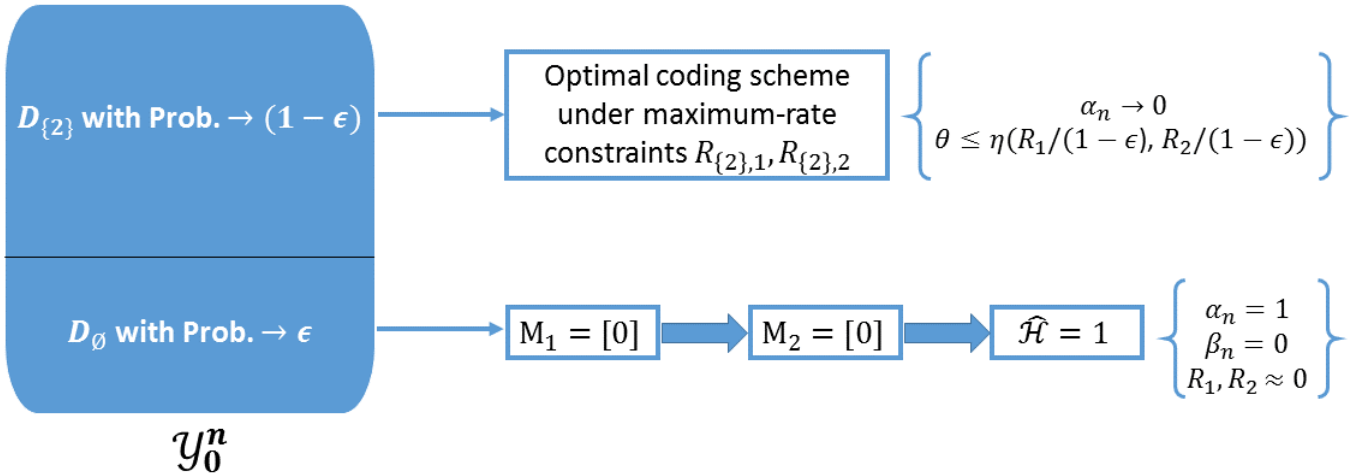 D_{2} with Prob. → (1 − ϵ)
Optimal coding scheme
under maximum-rate
constraints R_{{2},1}, R_{{2},2}
α_n → 0
θ ≤ η(R_1/(1 − ϵ), R_2/(1 − ϵ))
D_∅ with Prob. → ϵ
M_1 = [0]
M_2 = [0]
Ĥ = 1
α_n = 1
β_n = 0
R_1, R_2 ≈ 0
𝒴_0^n